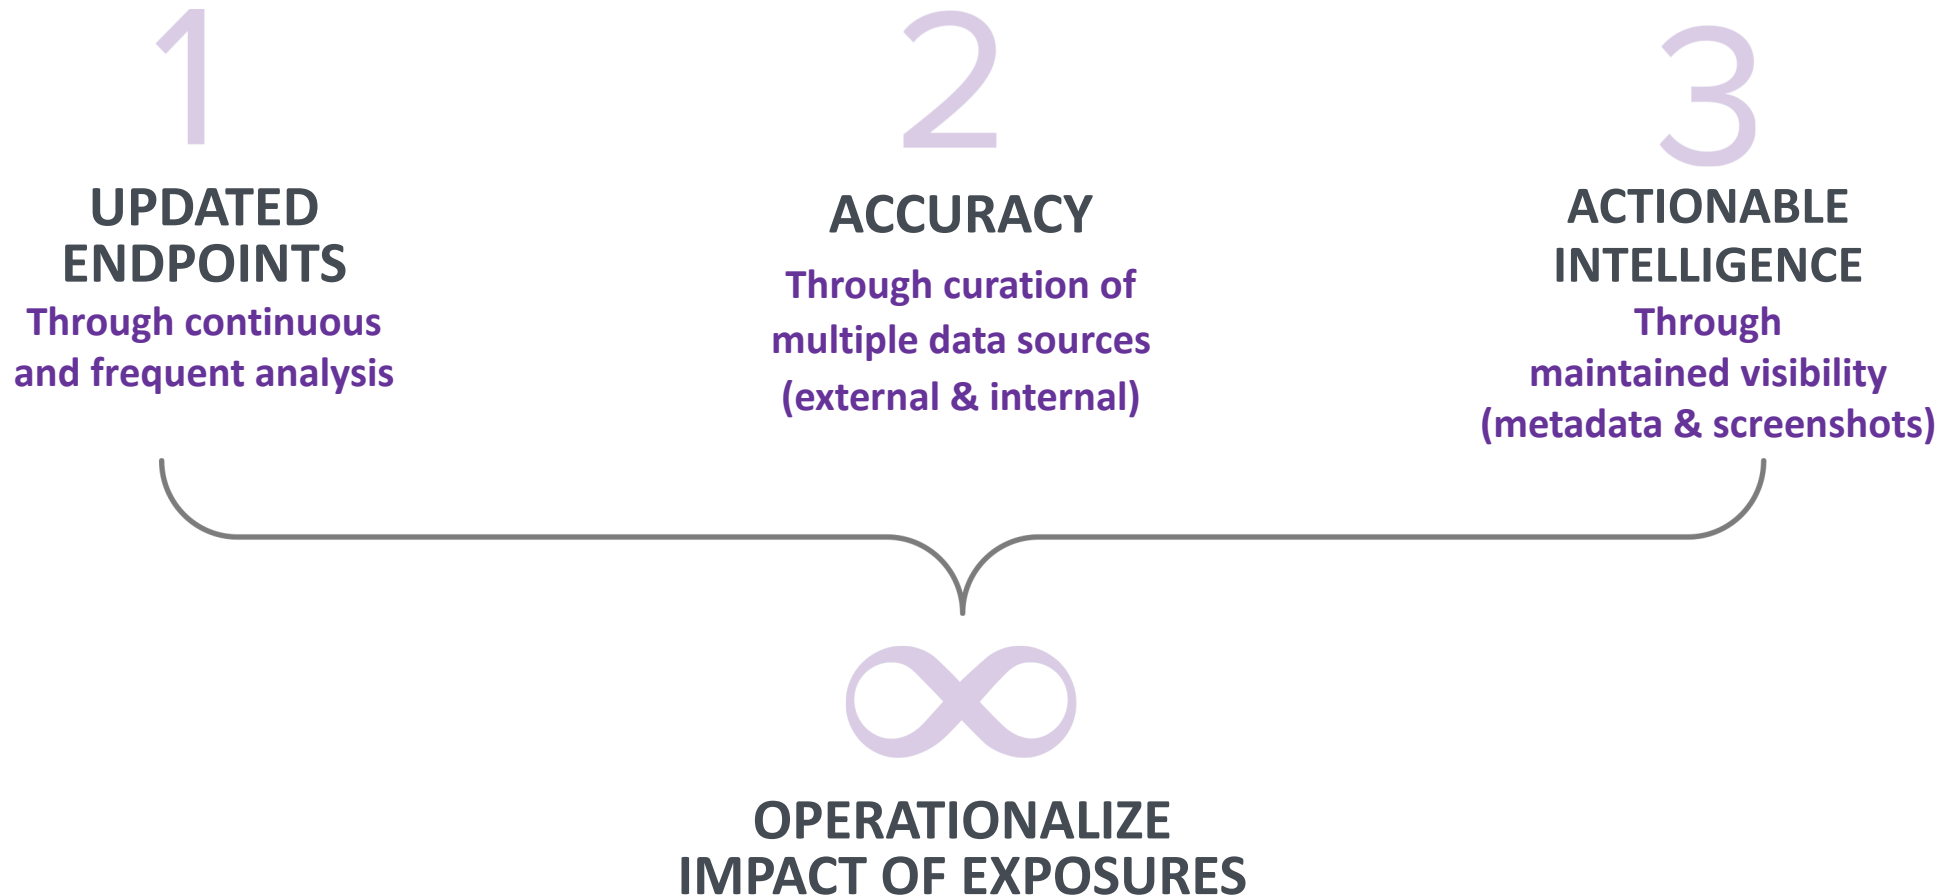 1
UPDATED
ENDPOINTS
Through continuous
and frequent analysis
2
ACCURACY
Through curation of
multiple data sources
(external & internal)
3
ACTIONABLE
INTELLIGENCE
Through
maintained visibility
(metadata & screenshots)
∞
OPERATIONALIZE
IMPACT OF EXPOSURES